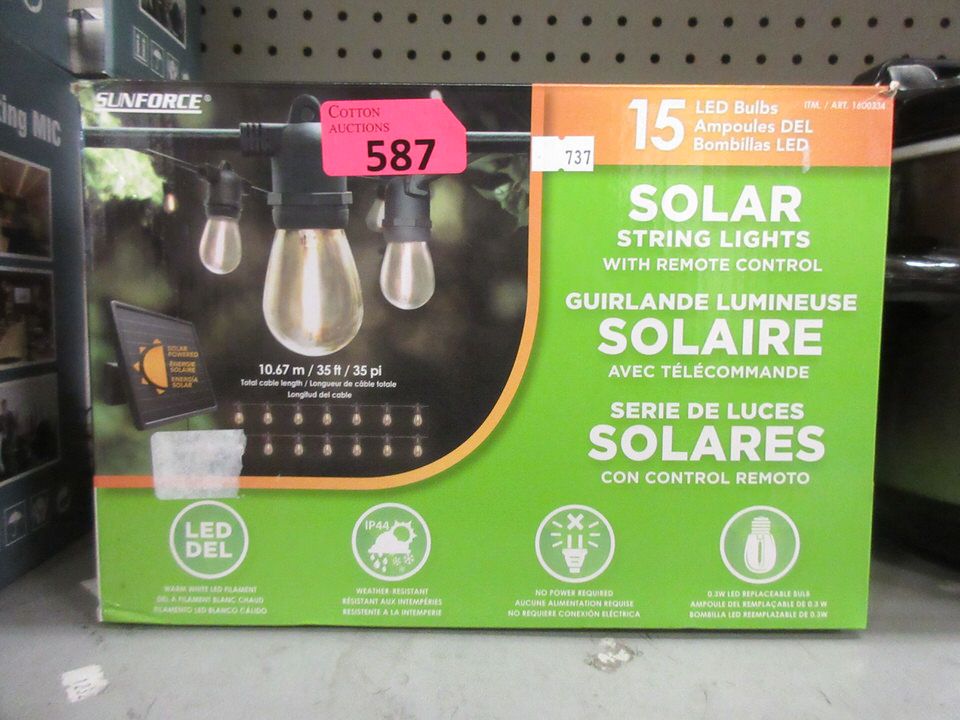 SUNFORCE®
COTTON
AUCTIONS
587
737
15
LED Bulbs
Ampoules DEL
Bombillas LED
ITM. / ART. 1600334
SOLAR
STRING LIGHTS
WITH REMOTE CONTROL
GUIRLANDE LUMINEUSE
SOLAIRE
AVEC TÉLÉCOMMANDE
SERIE DE LUCES
SOLARES
CON CONTROL REMOTO
SOLAR
POWERED
ÉNERGIE
SOLAIRE
ENERGÍA
SOLAR
10.67 m / 35 ft / 35 pi
Total cable length / Longueur de câble totale
Longitud del cable
LED
DEL
WARM WHITE LED FILAMENT
DEL A FILAMENT BLANC CHAUD
FILAMENTO LED BLANCO CÁLIDO
IP44
WEATHER-RESISTANT
RÉSISTANT AUX INTEMPÉRIES
RESISTENTE A LA INTEMPERIE
NO POWER REQUIRED
AUCUNE ALIMENTATION REQUISE
NO REQUIERE CONEXIÓN ELÉCTRICA
0.3W LED REPLACEABLE BULB
AMPOULE DEL REMPLAÇABLE DE 0.3 W
BOMBILLA LED REEMPLAZABLE DE 0.3W
MIC